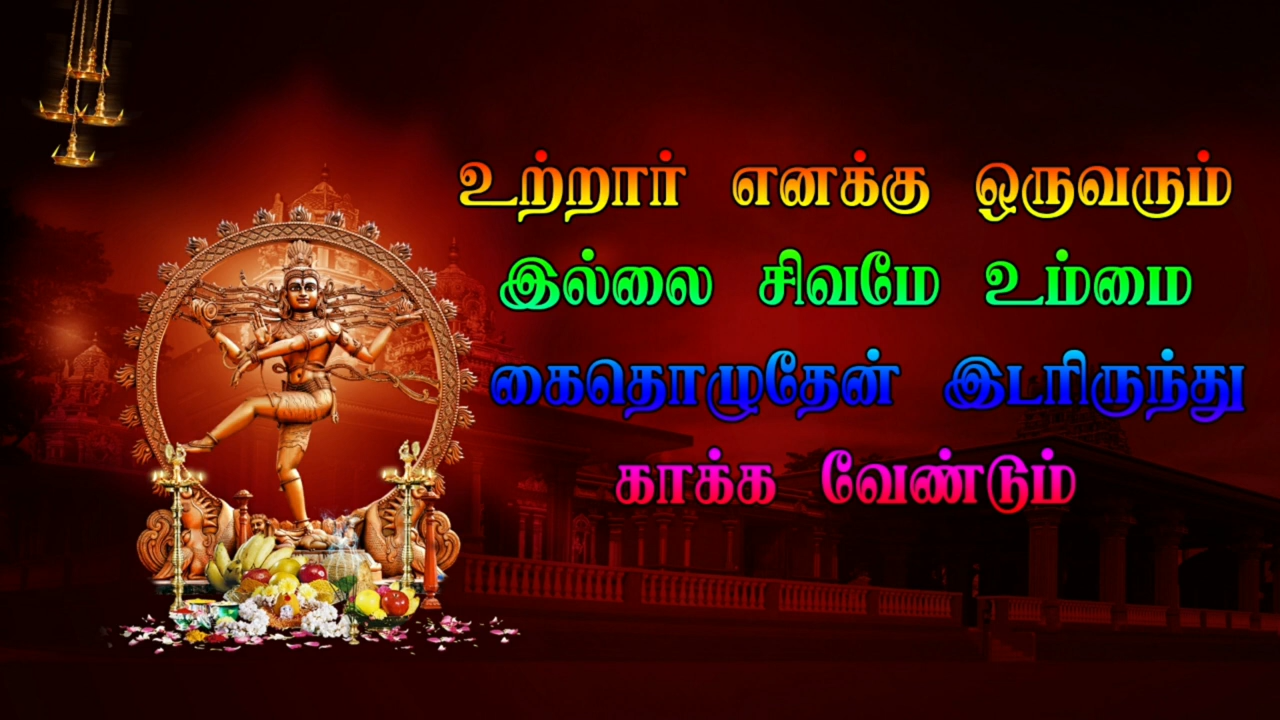 உற்றார் எனக்கு ஒருவரும்
இல்லை சிவமே உம்மை
கைதொழுதேன் இடரிருந்து
காக்க வேண்டும்